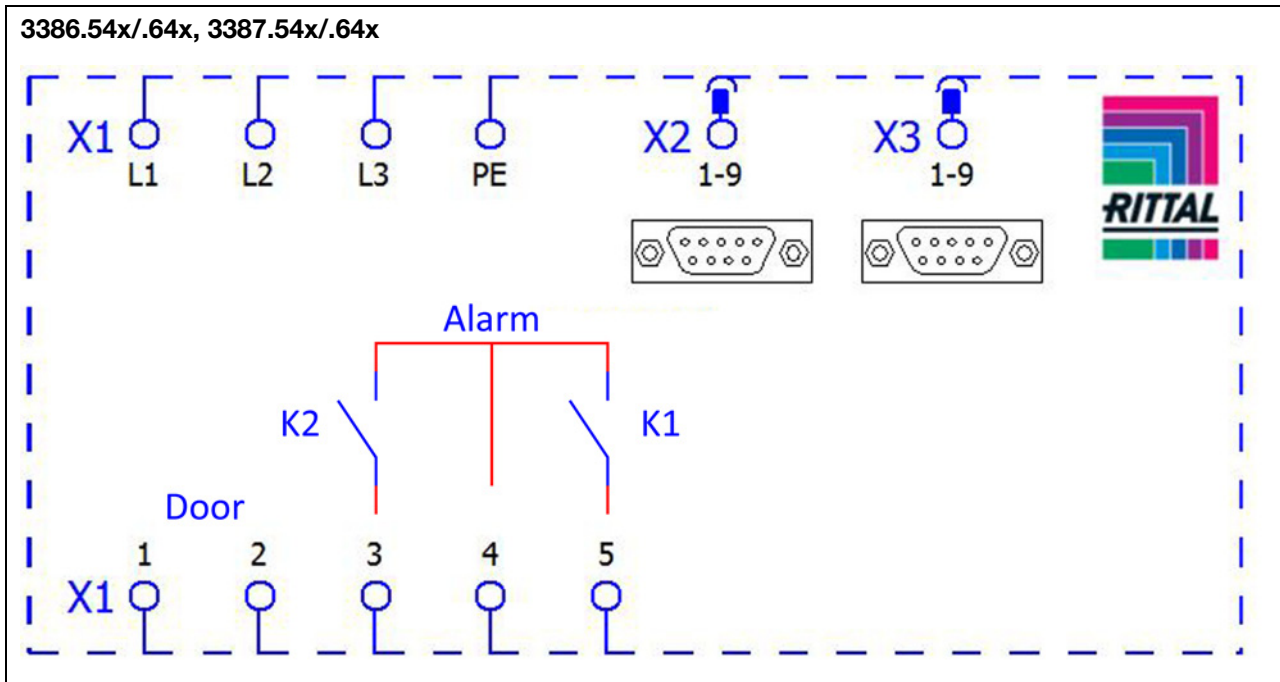 3386.54x/.64x, 3387.54x/.64x
X1 X2 X3
L1 L2 L3 PE 1-9 1-9
RITTAL
Alarm
K2 K1
Door
1 2 3 4 5
X1